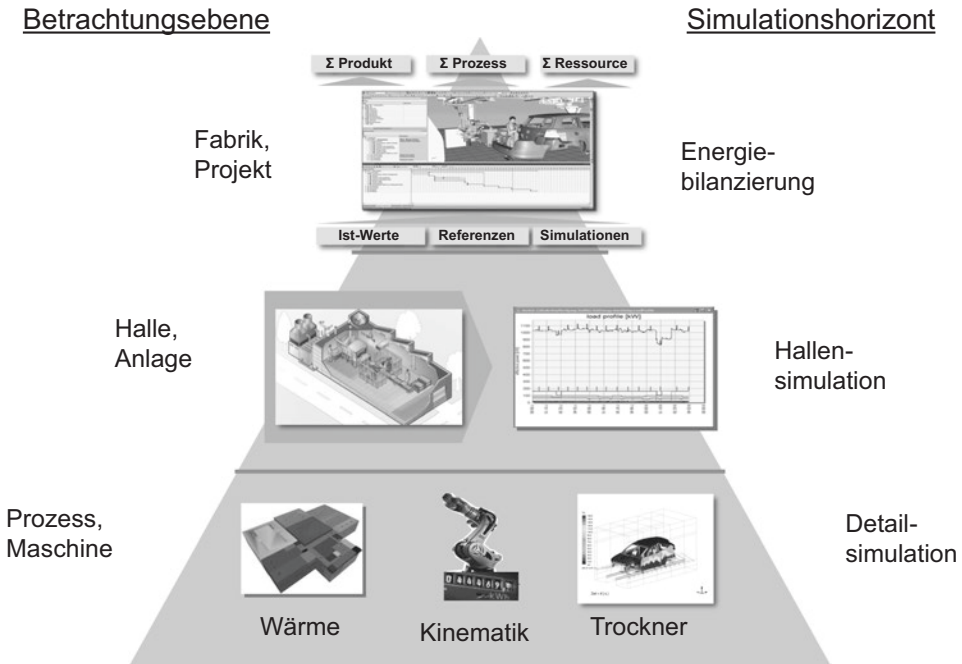 Betrachtungsebene
Simulationshorizont
Σ Produkt
Σ Prozess
Σ Ressource
Fabrik,
Projekt
Energie-
bilanzierung
Ist-Werte
Referenzen
Simulationen
Halle,
Anlage
load profile [kW]
Hallen-
simulation
Prozess,
Maschine
kWh
Detail-
simulation
Wärme
Kinematik
Trockner